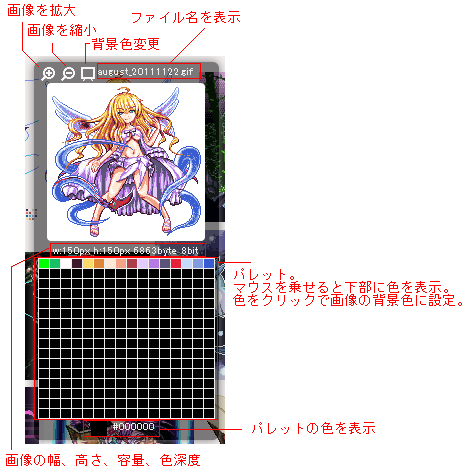 画像を拡大
ファイル名を表示
画像を縮小
背景色変更
august_20111122.gif
w:150px h:150px 6863byte 8bit
パレット。
マウスを乗せると下部に色を表示。
色をクリックで画像の背景色に設定。
#000000
パレットの色を表示
画像の幅、高さ、容量、色深度